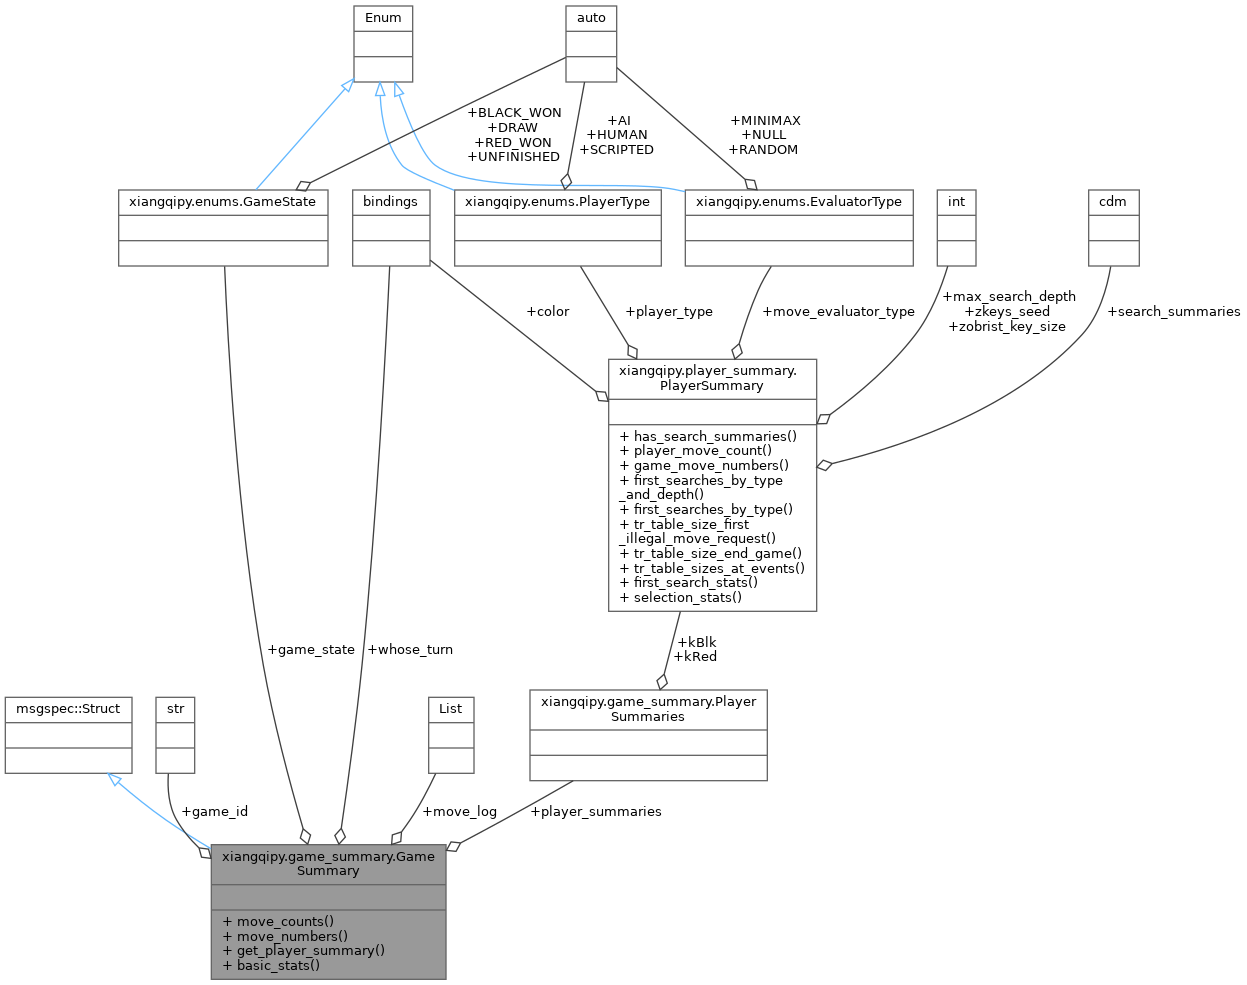 Enum
auto
+BLACK_WON
+DRAW
+RED_WON
+UNFINISHED
+AI
+HUMAN
+SCRIPTED
+MINIMAX
+NULL
+RANDOM
xiangqipy.enums.GameState
bindings
xiangqipy.enums.PlayerType
xiangqipy.enums.EvaluatorType
int
cdm
+color
+player_type
+move_evaluator_type
+max_search_depth
+zkeys_seed
+zobrist_key_size
+search_summaries
xiangqipy.player_summary.
PlayerSummary
+ has_search_summaries()
+ player_move_count()
+ game_move_numbers()
+ first_searches_by_type
_and_depth()
+ first_searches_by_type()
+ tr_table_size_first
_illegal_move_request()
+ tr_table_size_end_game()
+ tr_table_sizes_at_events()
+ first_search_stats()
+ selection_stats()
+game_state
+whose_turn
+kBlk
+kRed
msgspec::Struct
str
List
xiangqipy.game_summary.Player
Summaries
+game_id
+move_log
+player_summaries
xiangqipy.game_summary.Game
Summary
+ move_counts()
+ move_numbers()
+ get_player_summary()
+ basic_stats()